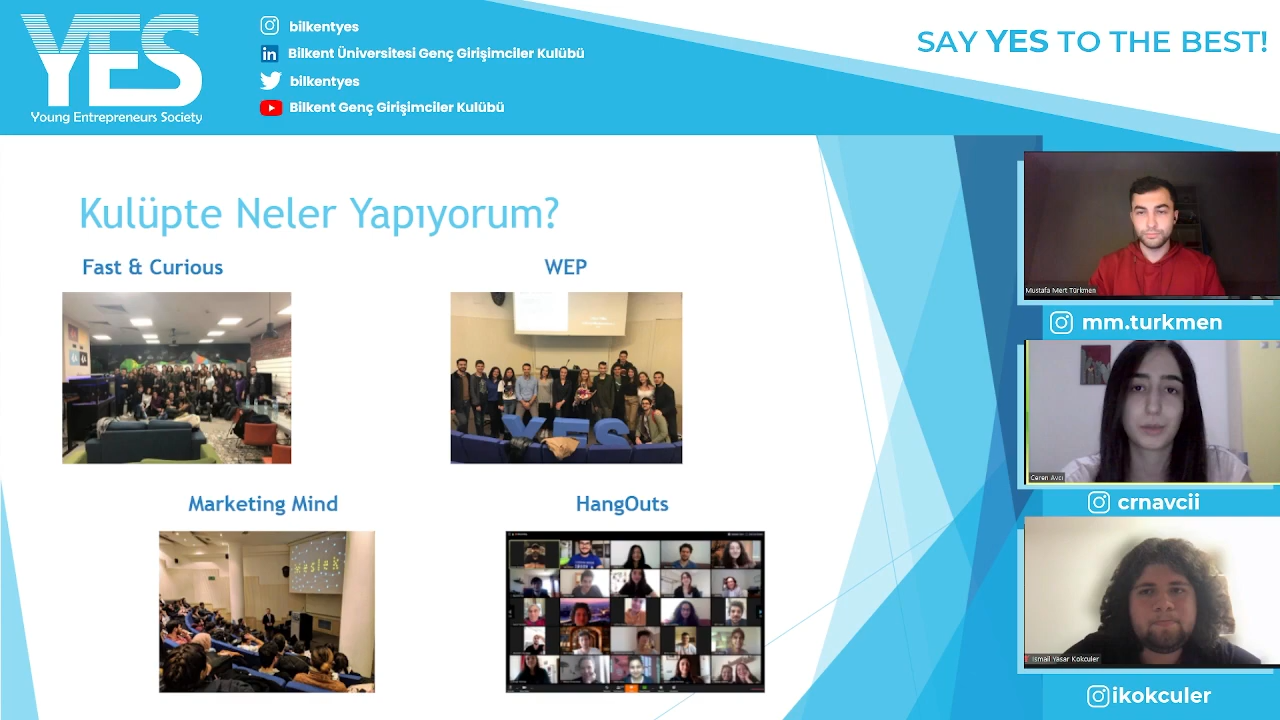 YES
Young Entrepreneurs Society
bilkentyes
Bilkent Üniversitesi Genç Girişimciler Kulübü
bilkentyes
Bilkent Genç Girişimciler Kulübü
SAY YES TO THE BEST!
Kulüpte Neler Yapıyorum?
Fast & Curious
WEP
YES
Marketing Mind
HangOuts
meslek
Mustafa Mert Türkmen
mm.turkmen
Ceren Avcı
crnavcii
Ismail Yasar Kokculer
ikokculer